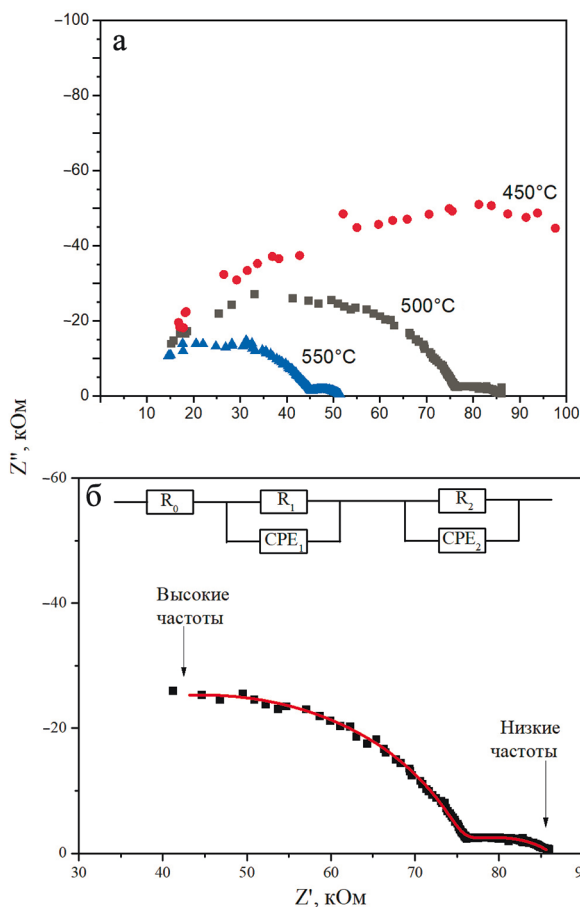 а
−100
−80
−60
−40
−20
0
450°C
500°C
550°C
10 20 30 40 50 60 70 80 90 100
Z", кОм
б
−60
−40
−20
0
R0
R1
R2
CPE1
CPE2
Высокие
частоты
Низкие
частоты
30 40 50 60 70 80 9
Z', кОм